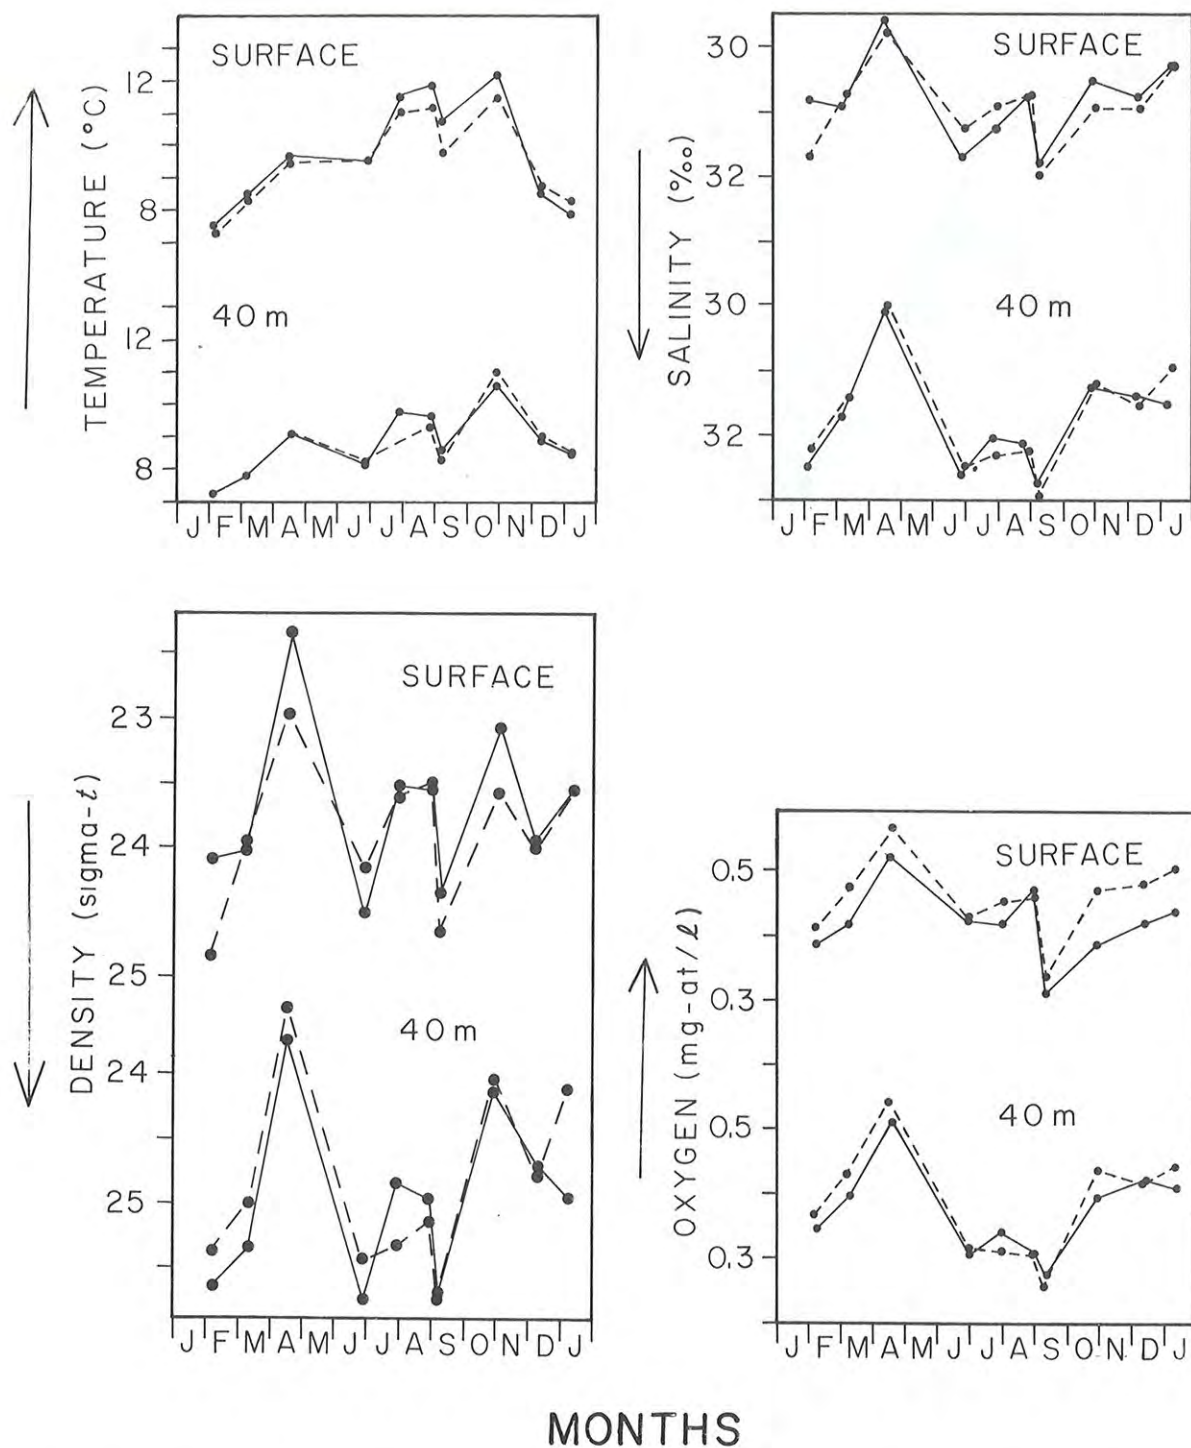 SURFACE
12
8
40 m
12
8
TEMPERATURE (°C)
J F M A M J J A S O N D J
SURFACE
30
32
30
40 m
32
SALINITY (‰)
J F M A M J J A S O N D J
SURFACE
23
24
25
40 m
24
25
DENSITY (sigma-t)
J F M A M J J A S O N D J
SURFACE
0.5
0.3
40 m
0.5
0.3
OXYGEN (mg-at/ℓ)
J F M A M J J A S O N D J
MONTHS